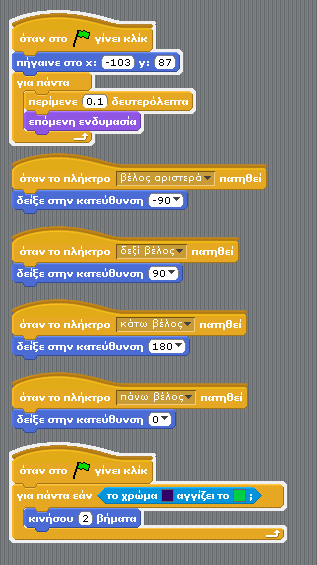 όταν στο γίνει κλικ
πήγαινε στο x: -103 y: 87
για πάντα
περίμενε 0.1 δευτερόλεπτα
επόμενη ενδυμασία
όταν το πλήκτρο βέλος αριστερά πατηθεί
δείξε στην κατεύθυνση -90
όταν το πλήκτρο δεξί βέλος πατηθεί
δείξε στην κατεύθυνση 90
όταν το πλήκτρο κάτω βέλος πατηθεί
δείξε στην κατεύθυνση 180
όταν το πλήκτρο πάνω βέλος πατηθεί
δείξε στην κατεύθυνση 0
όταν στο γίνει κλικ
για πάντα εάν το χρώμα αγγίζει το ;
κινήσου 2 βήματα